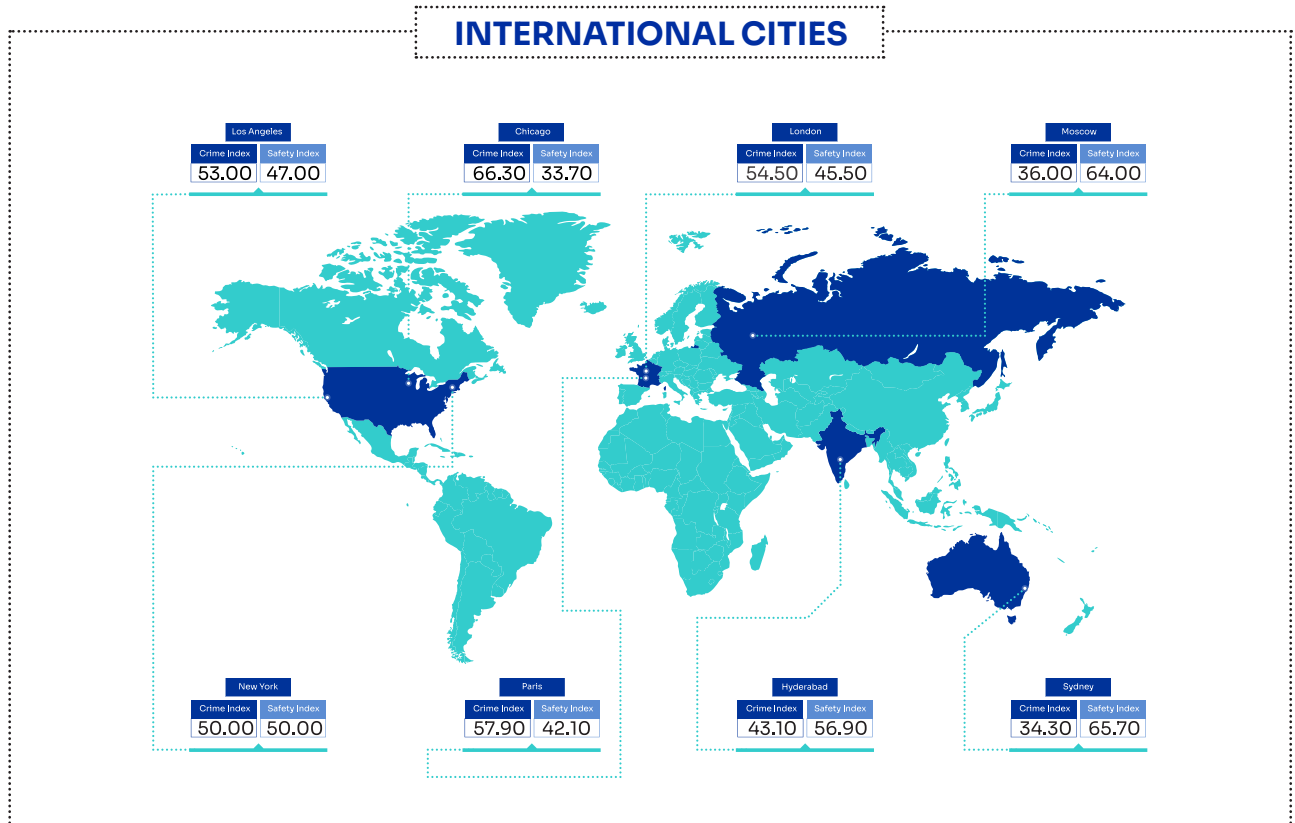 INTERNATIONAL CITIES
Los Angeles
Crime Index Safety Index
53.00 47.00
Chicago
Crime Index Safety Index
66.30 33.70
London
Crime Index Safety Index
54.50 45.50
Moscow
Crime Index Safety Index
36.00 64.00
New York
Crime Index Safety Index
50.00 50.00
Paris
Crime Index Safety Index
57.90 42.10
Hyderabad
Crime Index Safety Index
43.10 56.90
Sydney
Crime Index Safety Index
34.30 65.70